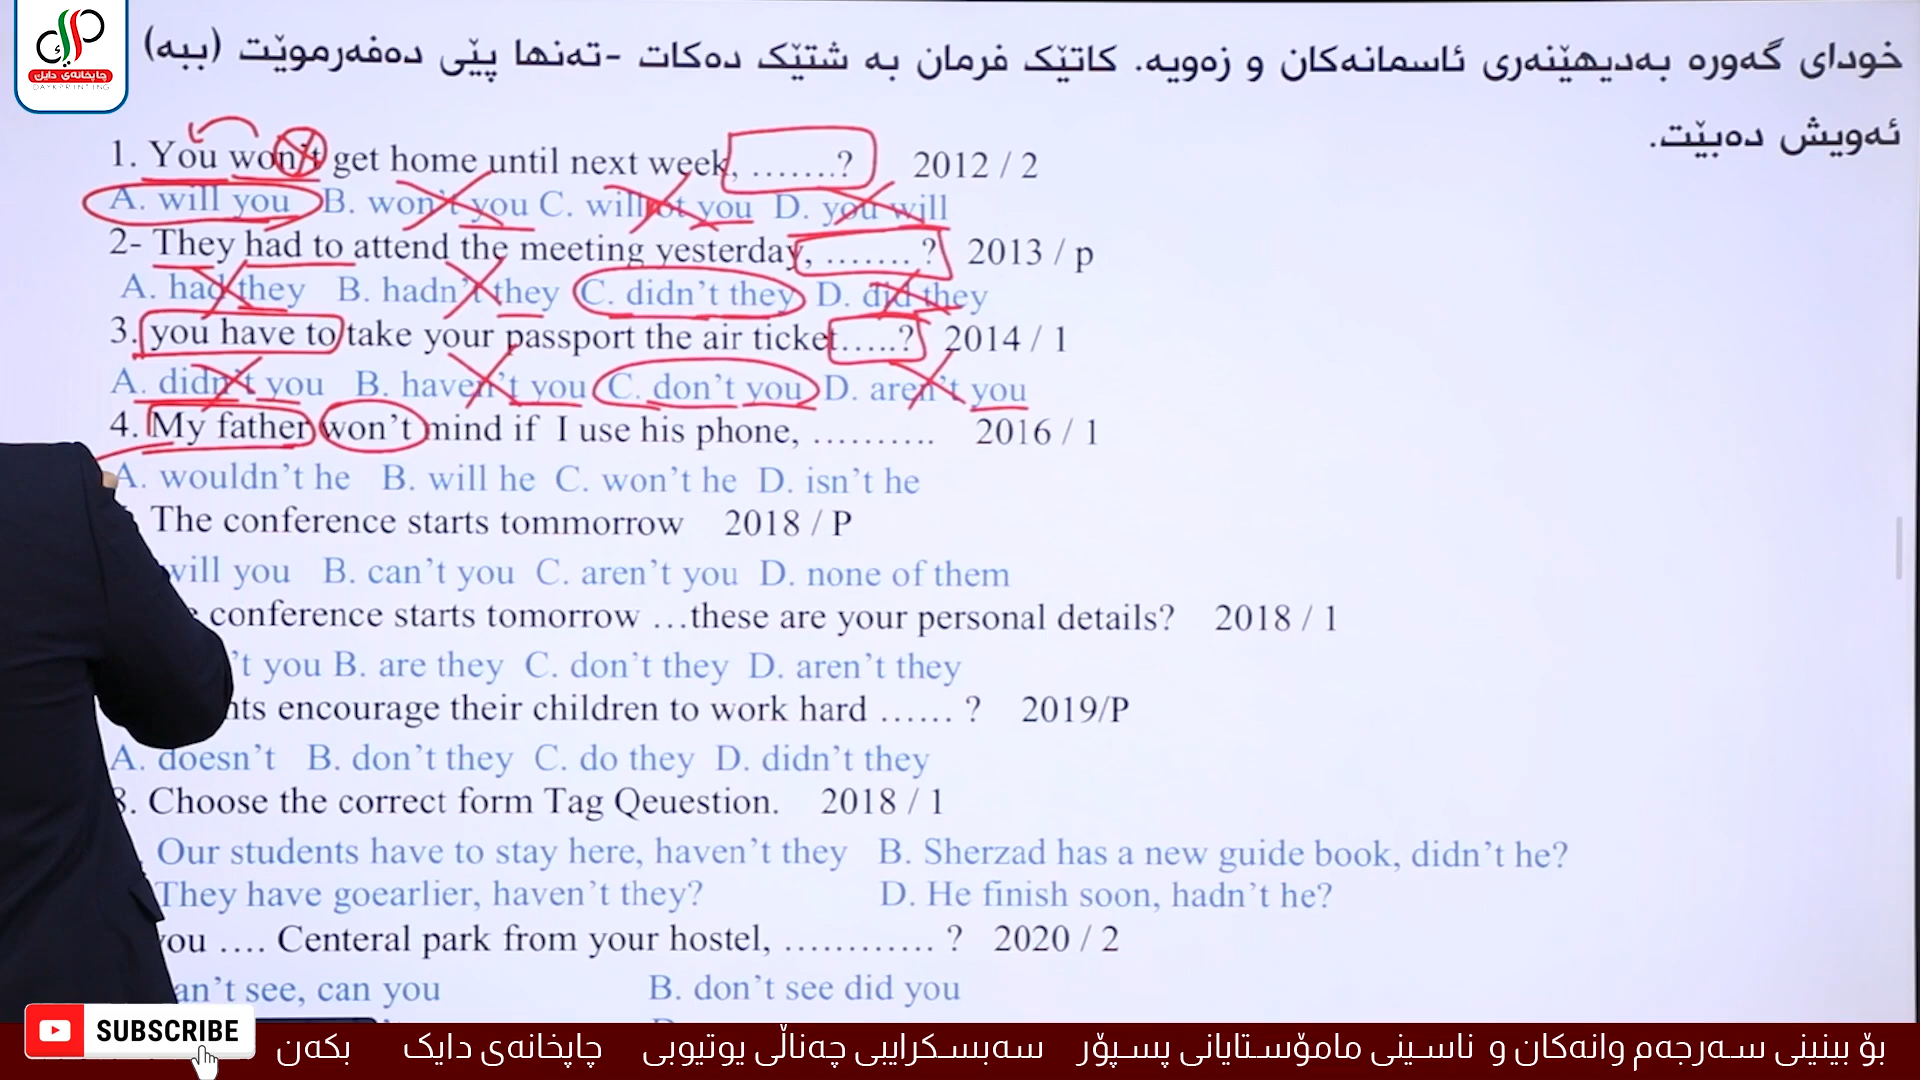 چاپخانەی دایک
DAYK PRINTING
خودای گەورە بەدیهێنەری ئاسمانەکان و زەویە. کاتێک فرمان بە شتێک دەکات -تەنها پێی دەفەرموێت (ببە)
ئەویش دەبێت.
1. You won't get home until next week, .......? 2012 / 2
A. will you B. won't you C. will not you D. you will
2- They had to attend the meeting yesterday, ....... ? 2013 / p
A. had they B. hadn't they C. didn't they D. did they
3. you have to take your passport the air ticket.....? 2014 / 1
A. didn't you B. haven't you C. don't you D. aren't you
4. My father won't mind if I use his phone, .......... 2016 / 1
A. wouldn't he B. will he C. won't he D. isn't he
The conference starts tommorrow 2018 / P
will you B. can't you C. aren't you D. none of them
conference starts tomorrow ...these are your personal details? 2018 / 1
't you B. are they C. don't they D. aren't they
nts encourage their children to work hard ...... ? 2019/P
A. doesn't B. don't they C. do they D. didn't they
8. Choose the correct form Tag Qeuestion. 2018 / 1
Our students have to stay here, haven't they B. Sherzad has a new guide book, didn't he?
They have goearlier, haven't they? D. He finish soon, hadn't he?
you .... Centeral park from your hostel, ............ ? 2020 / 2
an't see, can you B. don't see did you
SUBSCRIBE
بۆ بینینی سەرجەم وانەکان و ناسینی مامۆستایانی پسپۆر سەبسکرایبی چەناڵی یوتیوبی چاپخانەی دایک بکەن